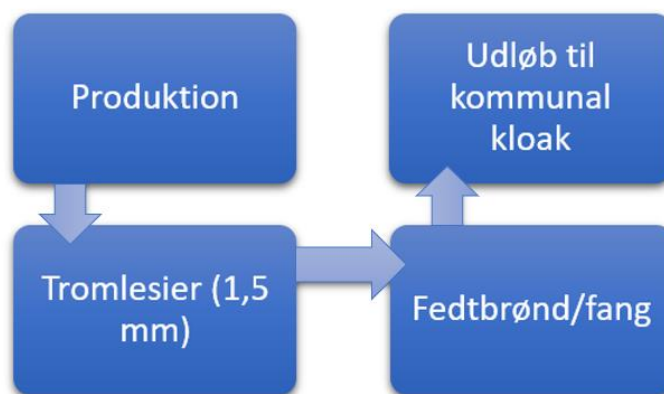 Produktion
Tromlesier (1,5
mm)
Fedtbrønd/fang
Udløb til
kommunal
kloak